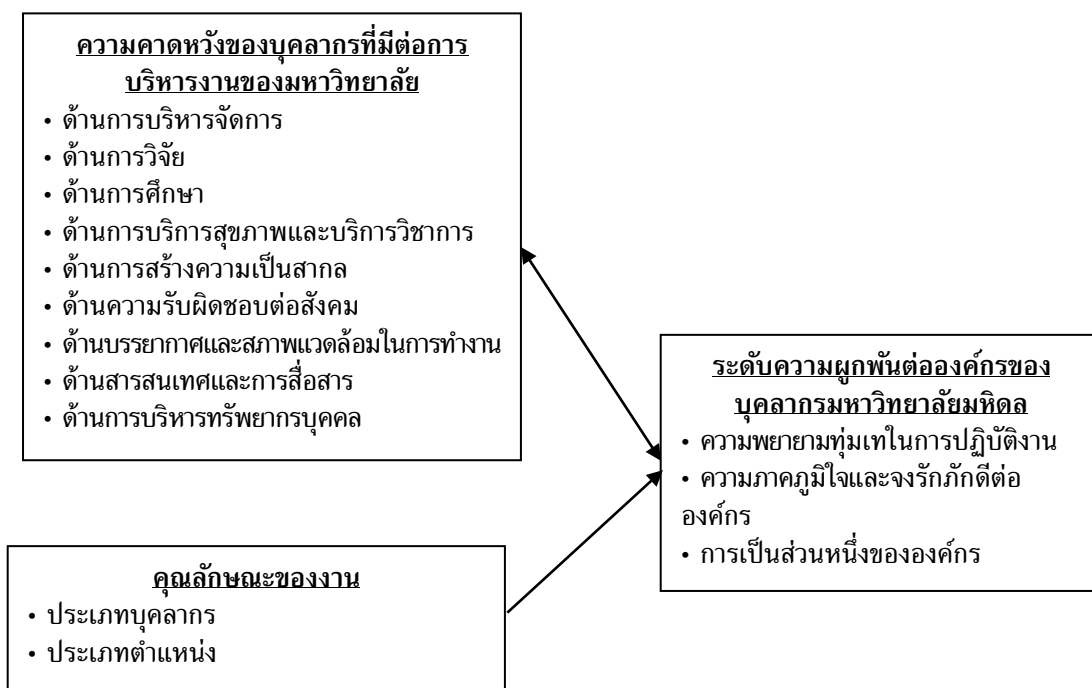 ความคาดหวังของบุคลากรที่มีต่อการ
บริหารงานของมหาวิทยาลัย
• ด้านการบริหารจัดการ
• ด้านการวิจัย
• ด้านการศึกษา
• ด้านการบริการสุขภาพและบริการวิชาการ
• ด้านการสร้างความเป็นสากล
• ด้านความรับผิดชอบต่อสังคม
• ด้านบรรยากาศและสภาพแวดล้อมในการทำงาน
• ด้านสารสนเทศและการสื่อสาร
• ด้านการบริหารทรัพยากรบุคคล
ระดับความผูกพันต่อองค์กรของ
บุคลากรมหาวิทยาลัยมหิดล
• ความพยายามทุ่มเทในการปฏิบัติงาน
• ความภาคภูมิใจและจงรักภักดีต่อ
องค์กร
• การเป็นส่วนหนึ่งขององค์กร
คุณลักษณะของงาน
• ประเภทบุคลากร
• ประเภทตำแหน่ง